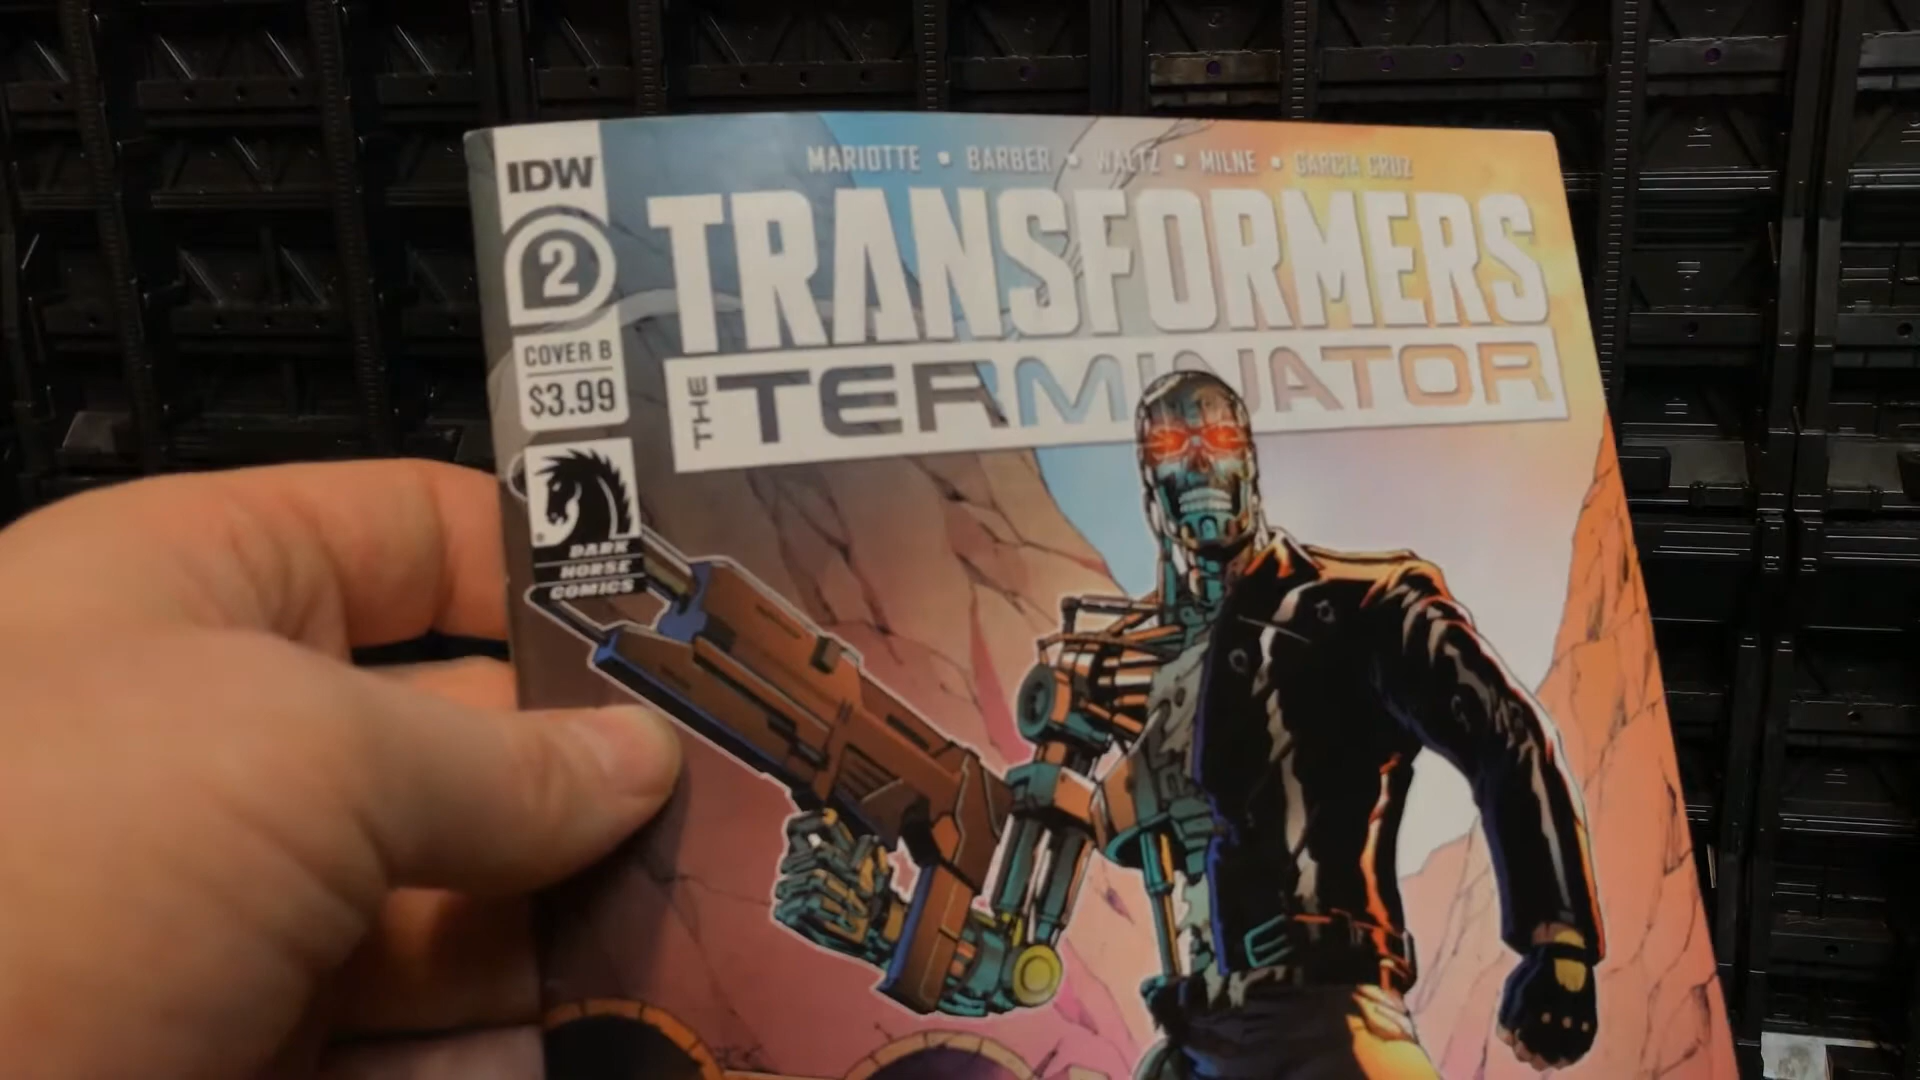 IDW
2
COVER B
$3.99
DARK
HORSE
COMICS
MARIOTTE • BARBER • WALTZ • MILNE • GARCIA CRUZ
TRANSFORMERS
THE TERMINATOR